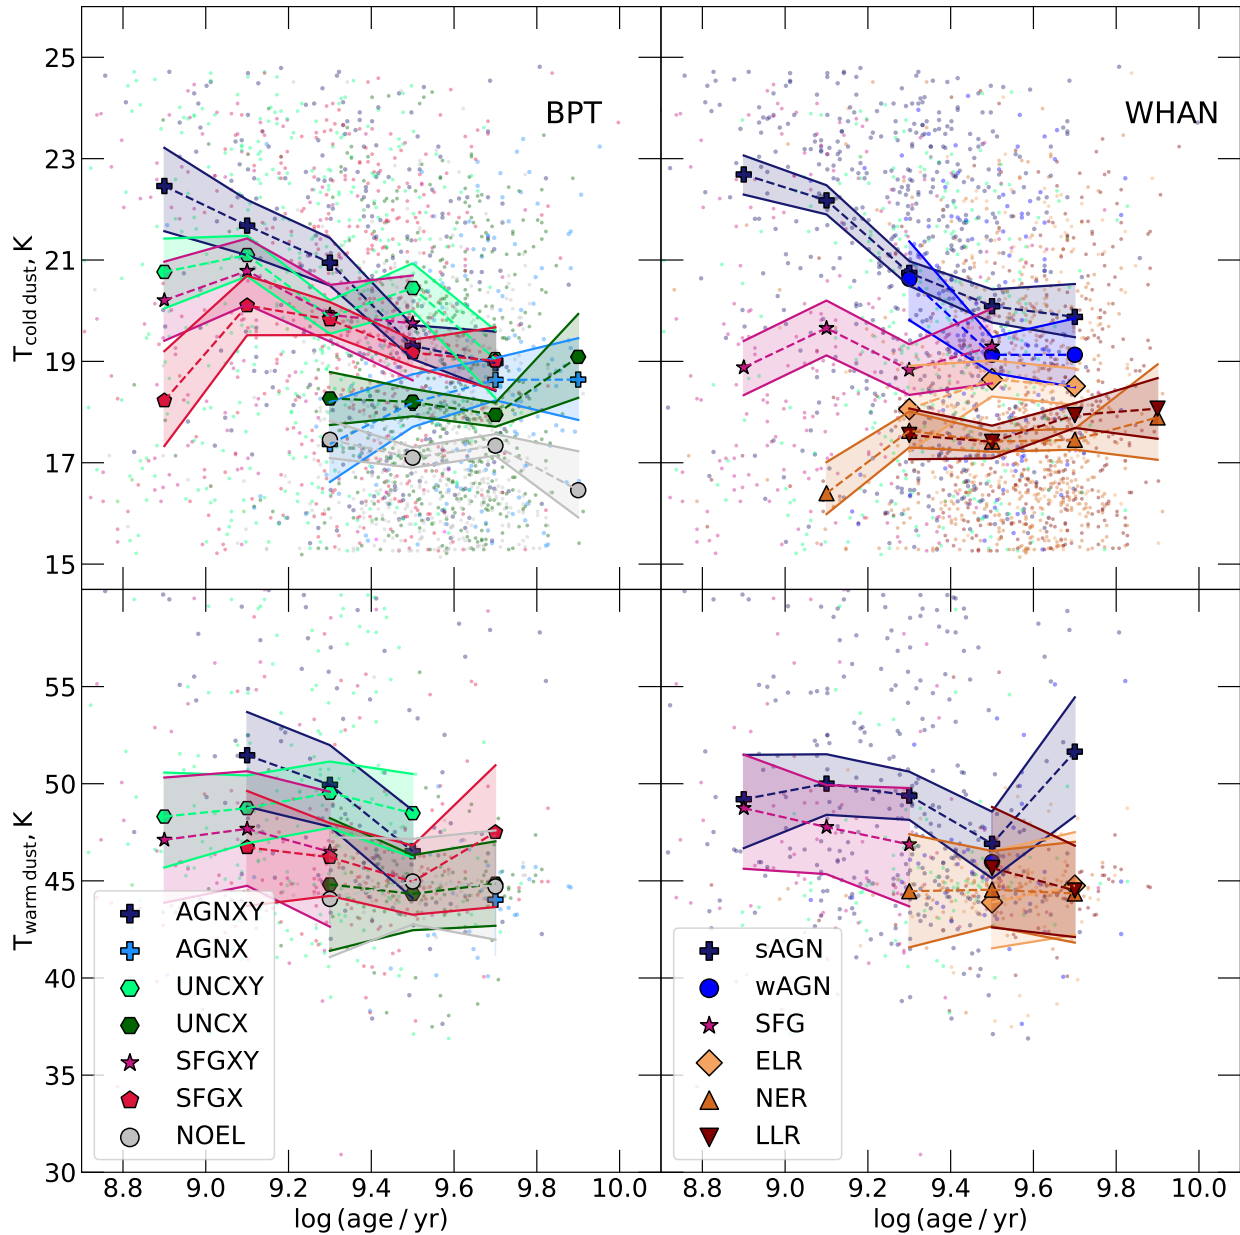 25
23
21
19
17
15
T cold dust, K
BPT
WHAN
55
50
45
40
35
30
T warm dust, K
AGNXY
AGNX
UNCXY
UNCX
SFGXY
SFGX
NOEL
sAGN
wAGN
SFG
ELR
NER
LLR
8.8 9.0 9.2 9.4 9.6 9.8 10.0
8.8 9.0 9.2 9.4 9.6 9.8 10.0
log (age / yr)
log (age / yr)